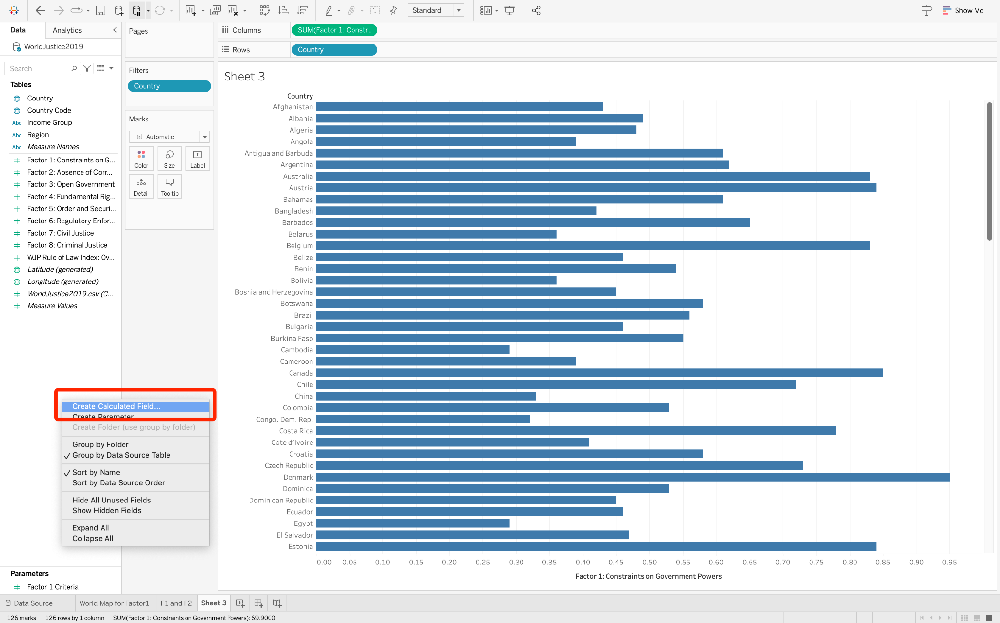 Standard
Show Me
Data
Analytics
WorldJustice2019
Search
Tables
Country
Country Code
Abc Income Group
Abc Region
Abc Measure Names
Factor 1: Constraints on G...
Factor 2: Absence of Corr...
Factor 3: Open Government
Factor 4: Fundamental Rig...
Factor 5: Order and Securi...
Factor 6: Regulatory Enfor...
Factor 7: Civil Justice
Factor 8: Criminal Justice
WJP Rule of Law Index: Ov...
Latitude (generated)
Longitude (generated)
WorldJustice2019.csv (C...
Measure Values
Create Calculated Field...
Create Parameter
Create Folder (use group by folder)
Group by Folder
Group by Data Source Table
Sort by Name
Sort by Data Source Order
Hide All Unused Fields
Show Hidden Fields
Expand All
Collapse All
Parameters
Factor 1 Criteria
Pages
Filters
Country
Marks
Automatic
Color
Size
Label
Detail
Tooltip
Columns
SUM(Factor 1: Constr..
Rows
Country
Sheet 3
Country
Afghanistan
Albania
Algeria
Angola
Antigua and Barbuda
Argentina
Australia
Austria
Bahamas
Bangladesh
Barbados
Belarus
Belgium
Belize
Benin
Bolivia
Bosnia and Herzegovina
Botswana
Brazil
Bulgaria
Burkina Faso
Cambodia
Cameroon
Canada
Chile
China
Colombia
Congo, Dem. Rep.
Costa Rica
Cote d'Ivoire
Croatia
Czech Republic
Denmark
Dominica
Dominican Republic
Ecuador
Egypt
El Salvador
Estonia
0.00 0.05 0.10 0.15 0.20 0.25 0.30 0.35 0.40 0.45 0.50 0.55 0.60 0.65 0.70 0.75 0.80 0.85 0.90 0.95
Factor 1: Constraints on Government Powers
Data Source
World Map for Factor1
F1 and F2
Sheet 3
126 marks
126 rows by 1 column
SUM(Factor 1: Constraints on Government Powers): 69.9000